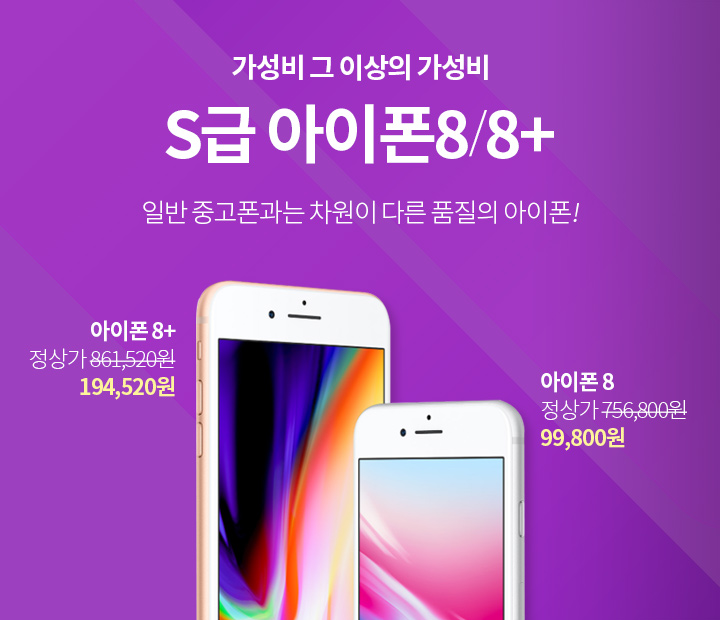 가성비 그 이상의 가성비
S급 아이폰8/8+
일반 중고폰과는 차원이 다른 품질의 아이폰!
아이폰 8+
정상가 861,520원
194,520원
아이폰 8
정상가 756,800원
99,800원